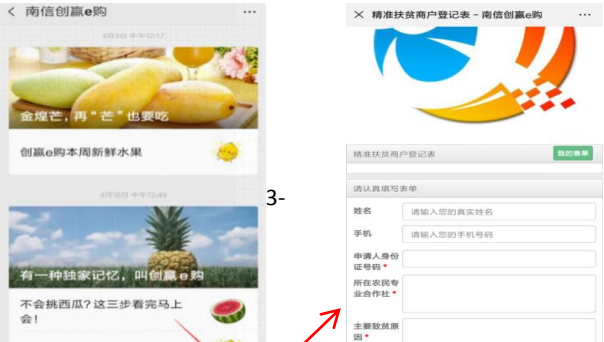 南信创赢e购
4月9日 中午12:17
金煌芒，再“芒”也要吃
创赢e购本周新鲜水果
4月16日 中午12:46
有一种独家记忆，叫创赢e购
不会挑西瓜？这三步看完马上
会！
3-
精准扶贫商户登记表 - 南信创赢e购
精准扶贫商户登记表
我的表单
请认真填写表单
姓名
请输入您的真实姓名
手机
请输入您的手机号码
申请人身份
证号码*
所在农民专
业合作社*
主要致贫原
因*